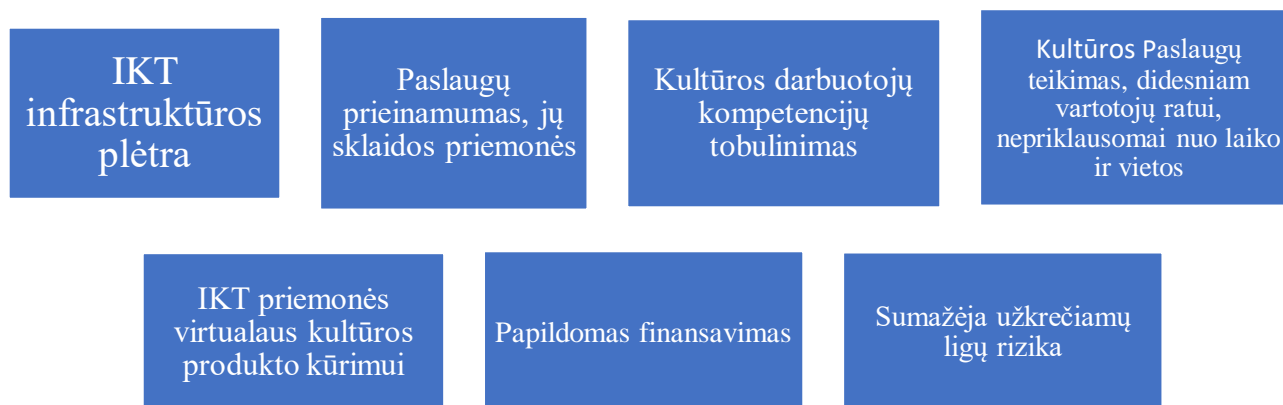 IKT
infrastruktūros
plėtra
Paslaugų
prieinamumas, jų
sklaidos priemonės
Kultūros darbuotojų
kompetencijų
tobulinimas
Kultūros Paslaugų
teikimas, didesniam
vartotojų ratui,
nepriklausomai nuo laiko
ir vietos
IKT priemonės
virtualaus kultūros
produkto kūrimui
Papildomas finansavimas
Sumažėja užkrečiamų
ligų rizika